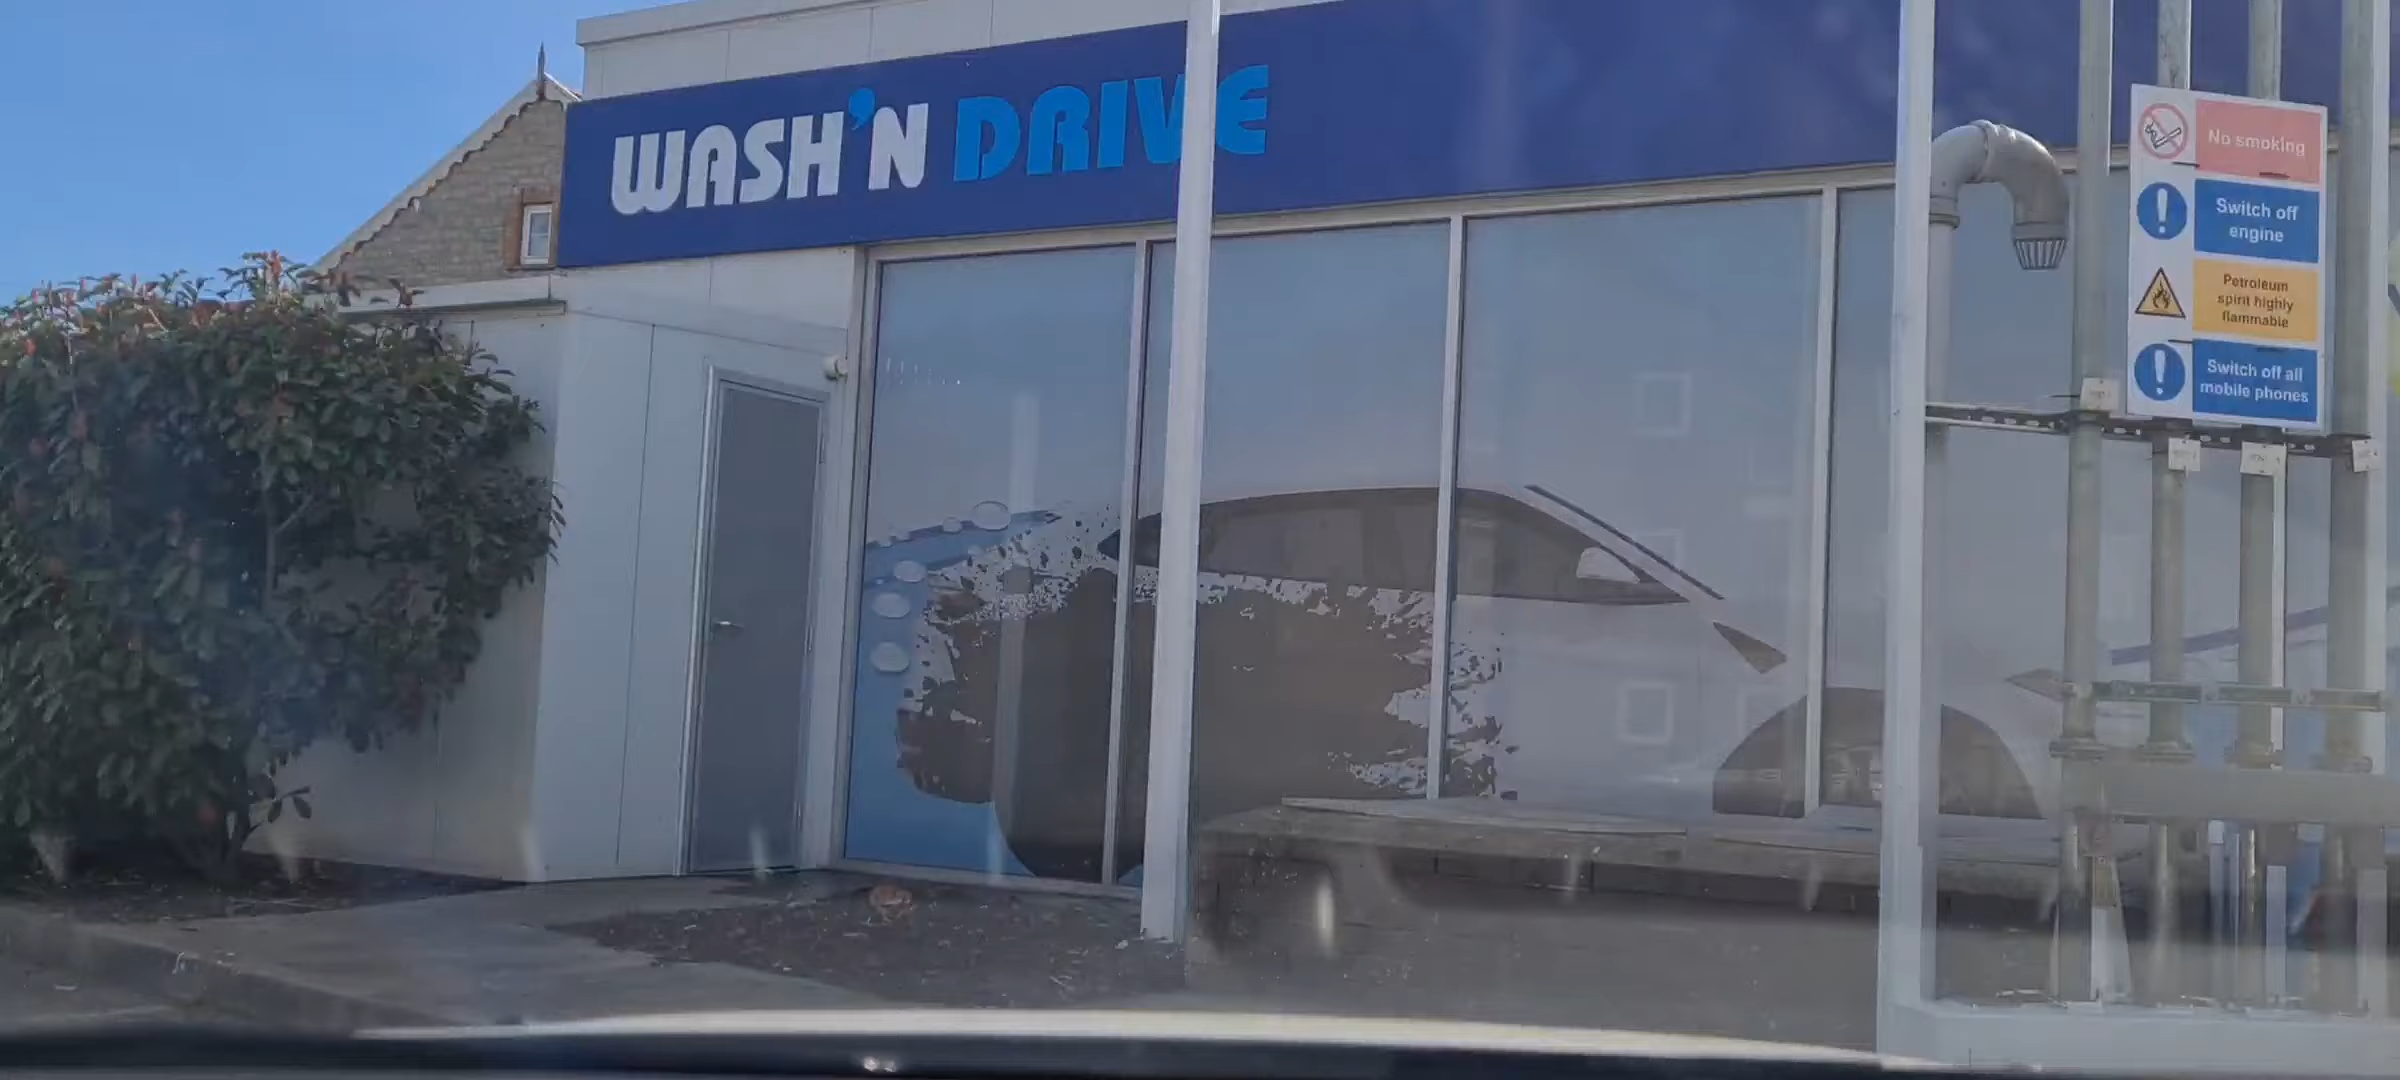 WASH'N DRIVE
No smoking
Switch off
engine
Petroleum
spirit highly
flammable
Switch off all
mobile phones